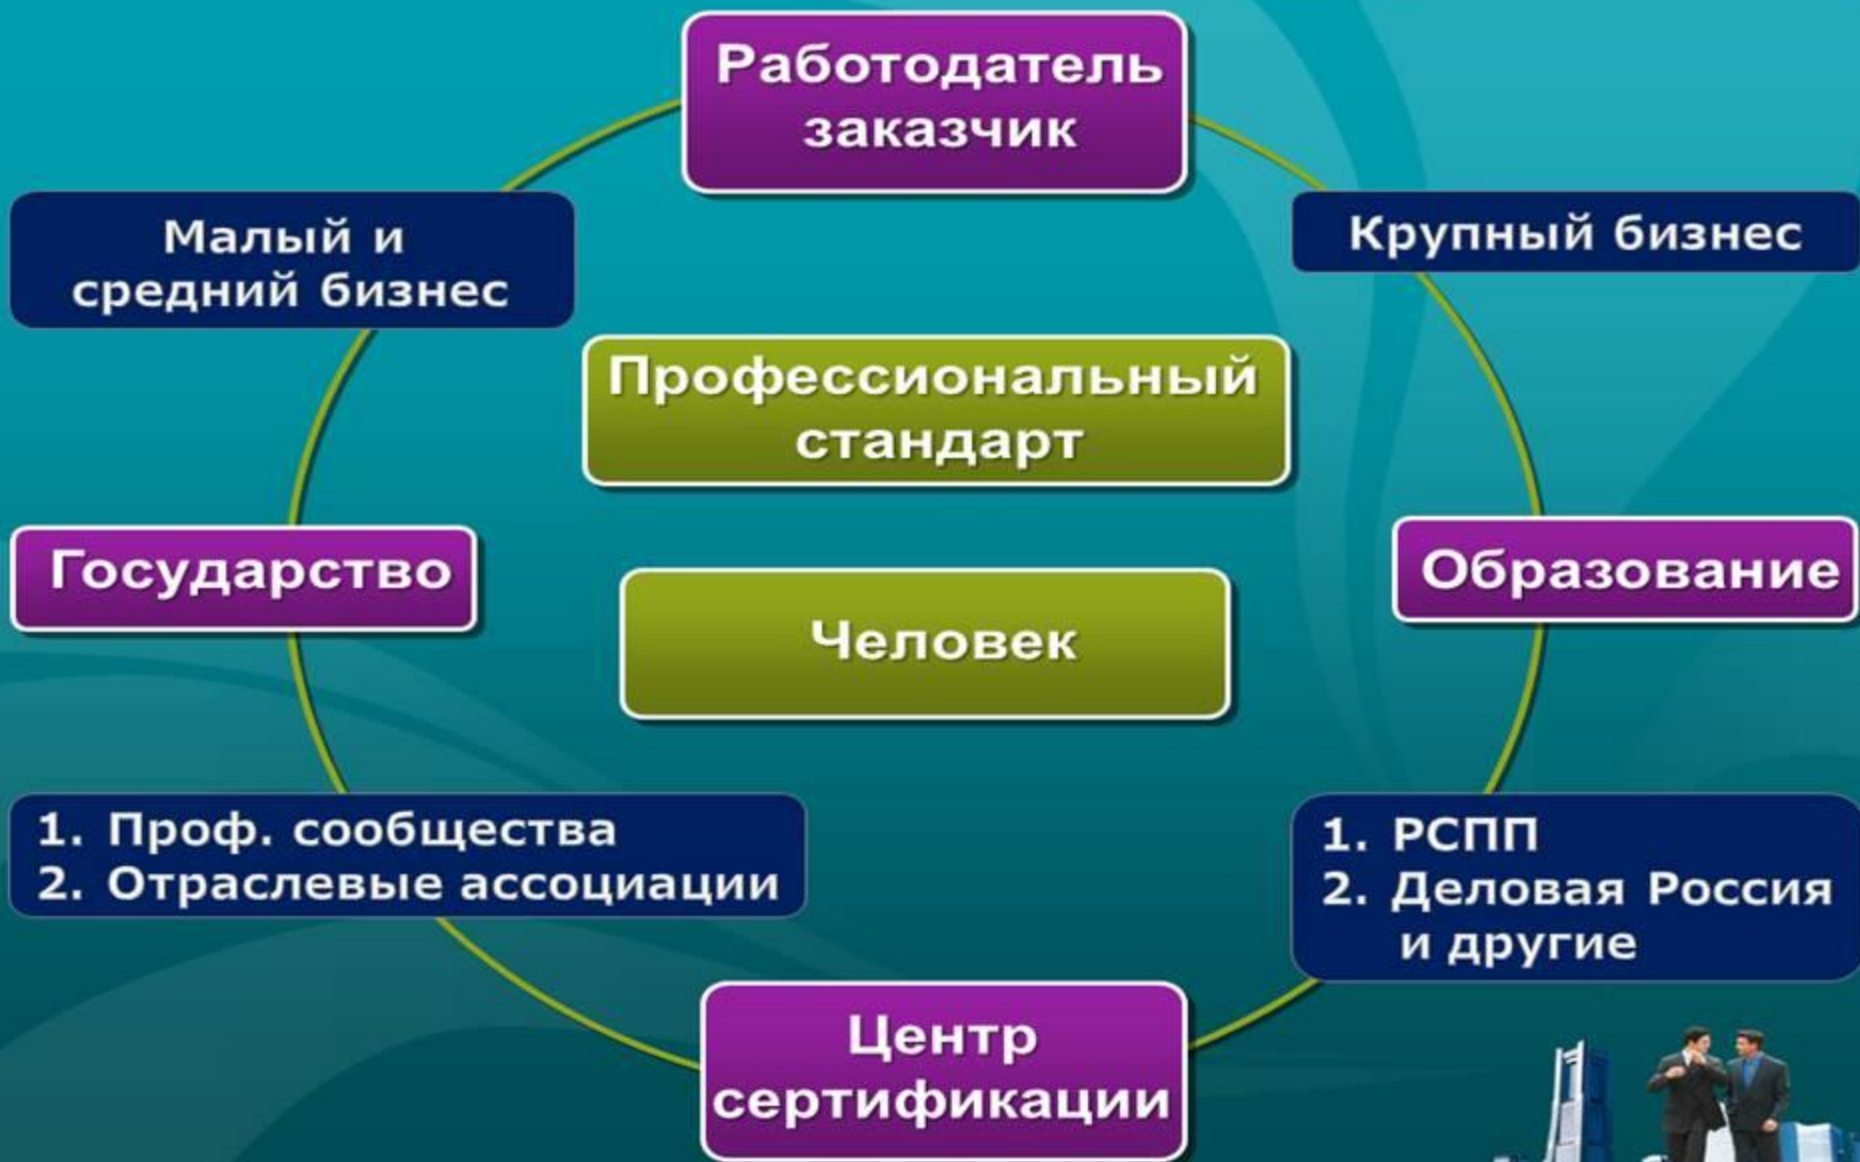 Работодатель
заказчик
Малый и
средний бизнес
Крупный бизнес
Профессиональный
стандарт
Государство
Образование
Человек
1. Проф. сообщества
2. Отраслевые ассоциации
1. РСПП
2. Деловая Россия
и другие
Центр
сертификации